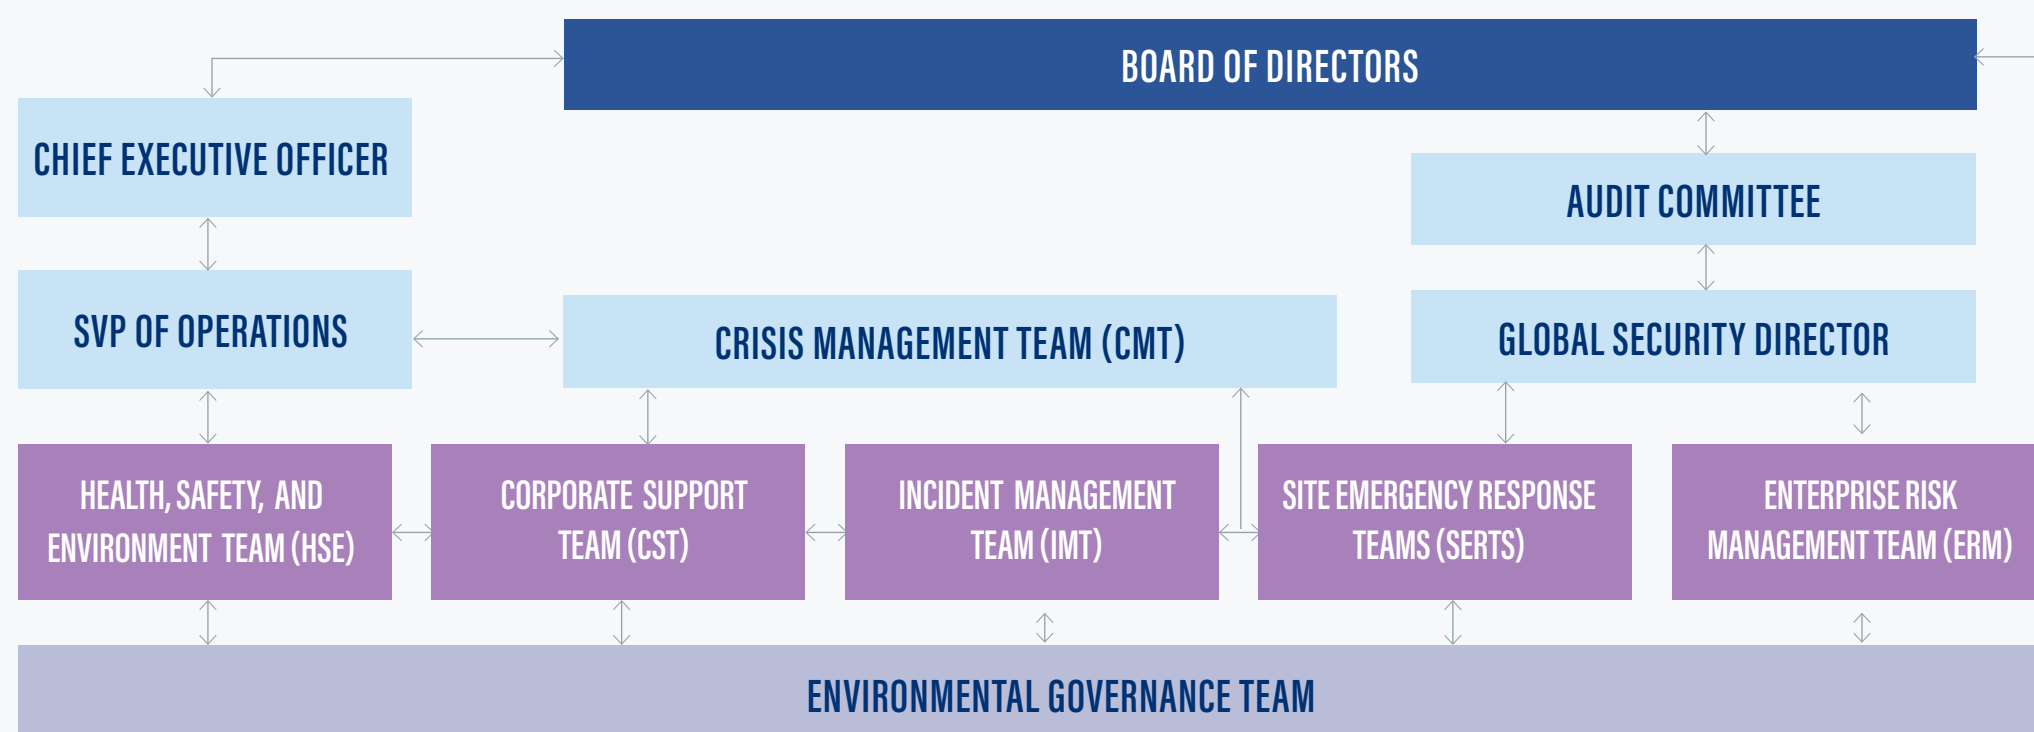 BOARD OF DIRECTORS
CHIEF EXECUTIVE OFFICER
AUDIT COMMITTEE
SVP OF OPERATIONS
CRISIS MANAGEMENT TEAM (CMT)
GLOBAL SECURITY DIRECTOR
HEALTH, SAFETY, AND
ENVIRONMENT TEAM (HSE)
CORPORATE SUPPORT
TEAM (CST)
INCIDENT MANAGEMENT
TEAM (IMT)
SITE EMERGENCY RESPONSE
TEAMS (SERTS)
ENTERPRISE RISK
MANAGEMENT TEAM (ERM)
ENVIRONMENTAL GOVERNANCE TEAM